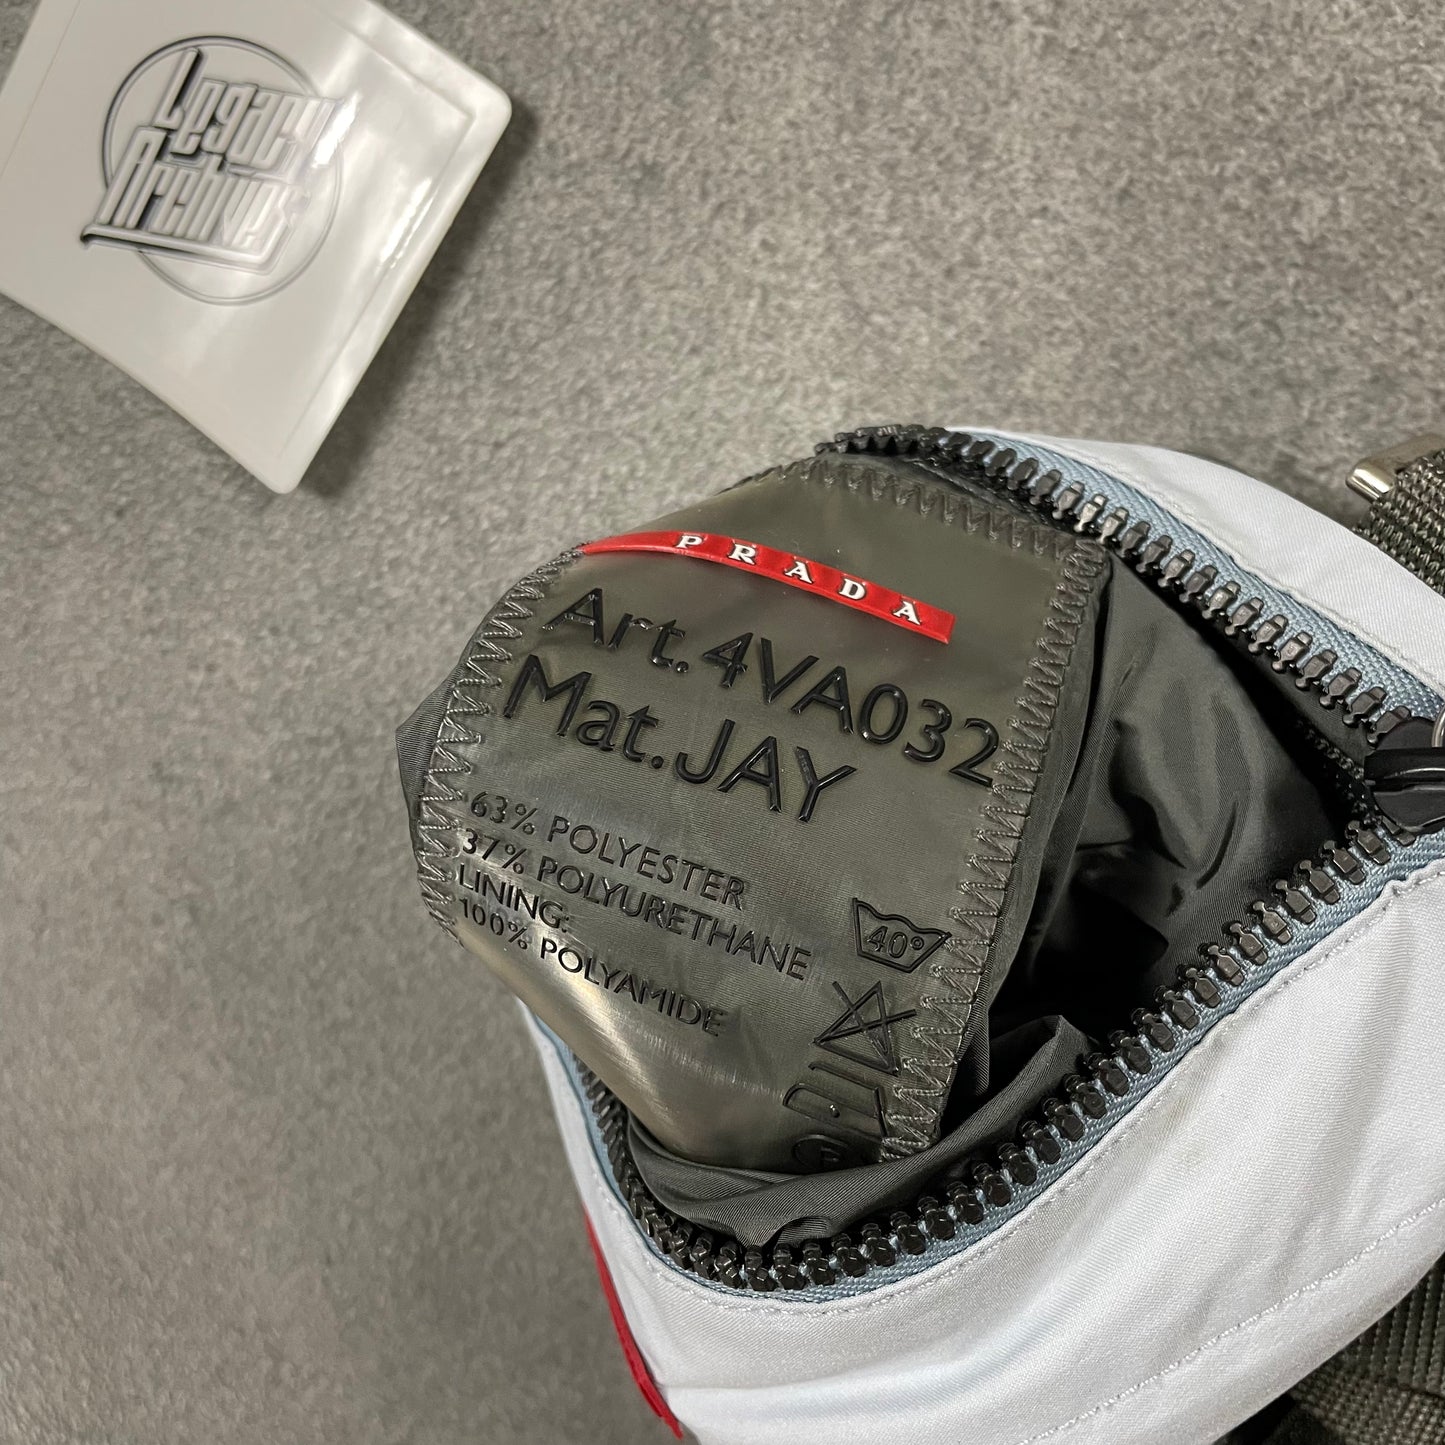 Legacy
Archives
PRADA
Art. 4VA032
Mat. JAY
63% POLYESTER
37% POLYURETHANE
LINING:
100% POLYAMIDE
40°
P